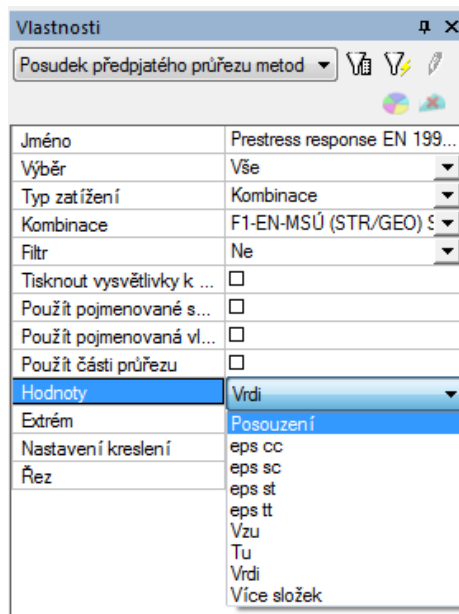 Vlastnosti
Posudek předpjatého průřezu metod
Jméno Prestress response EN 199...
Výběr Vše
Typ zatížení Kombinace
Kombinace F1-EN-MSÚ (STR/GEO) S
Filtr Ne
Tisknout vysvětlivky k ...
Použít pojmenované s...
Použít pojmenovaná vl...
Použít části průřezu
Hodnoty Vrdi
Extrém Posouzení
Nastavení kreslení eps cc
Řez eps sc
eps st
eps tt
Vzu
Tu
Vrdi
Více složek